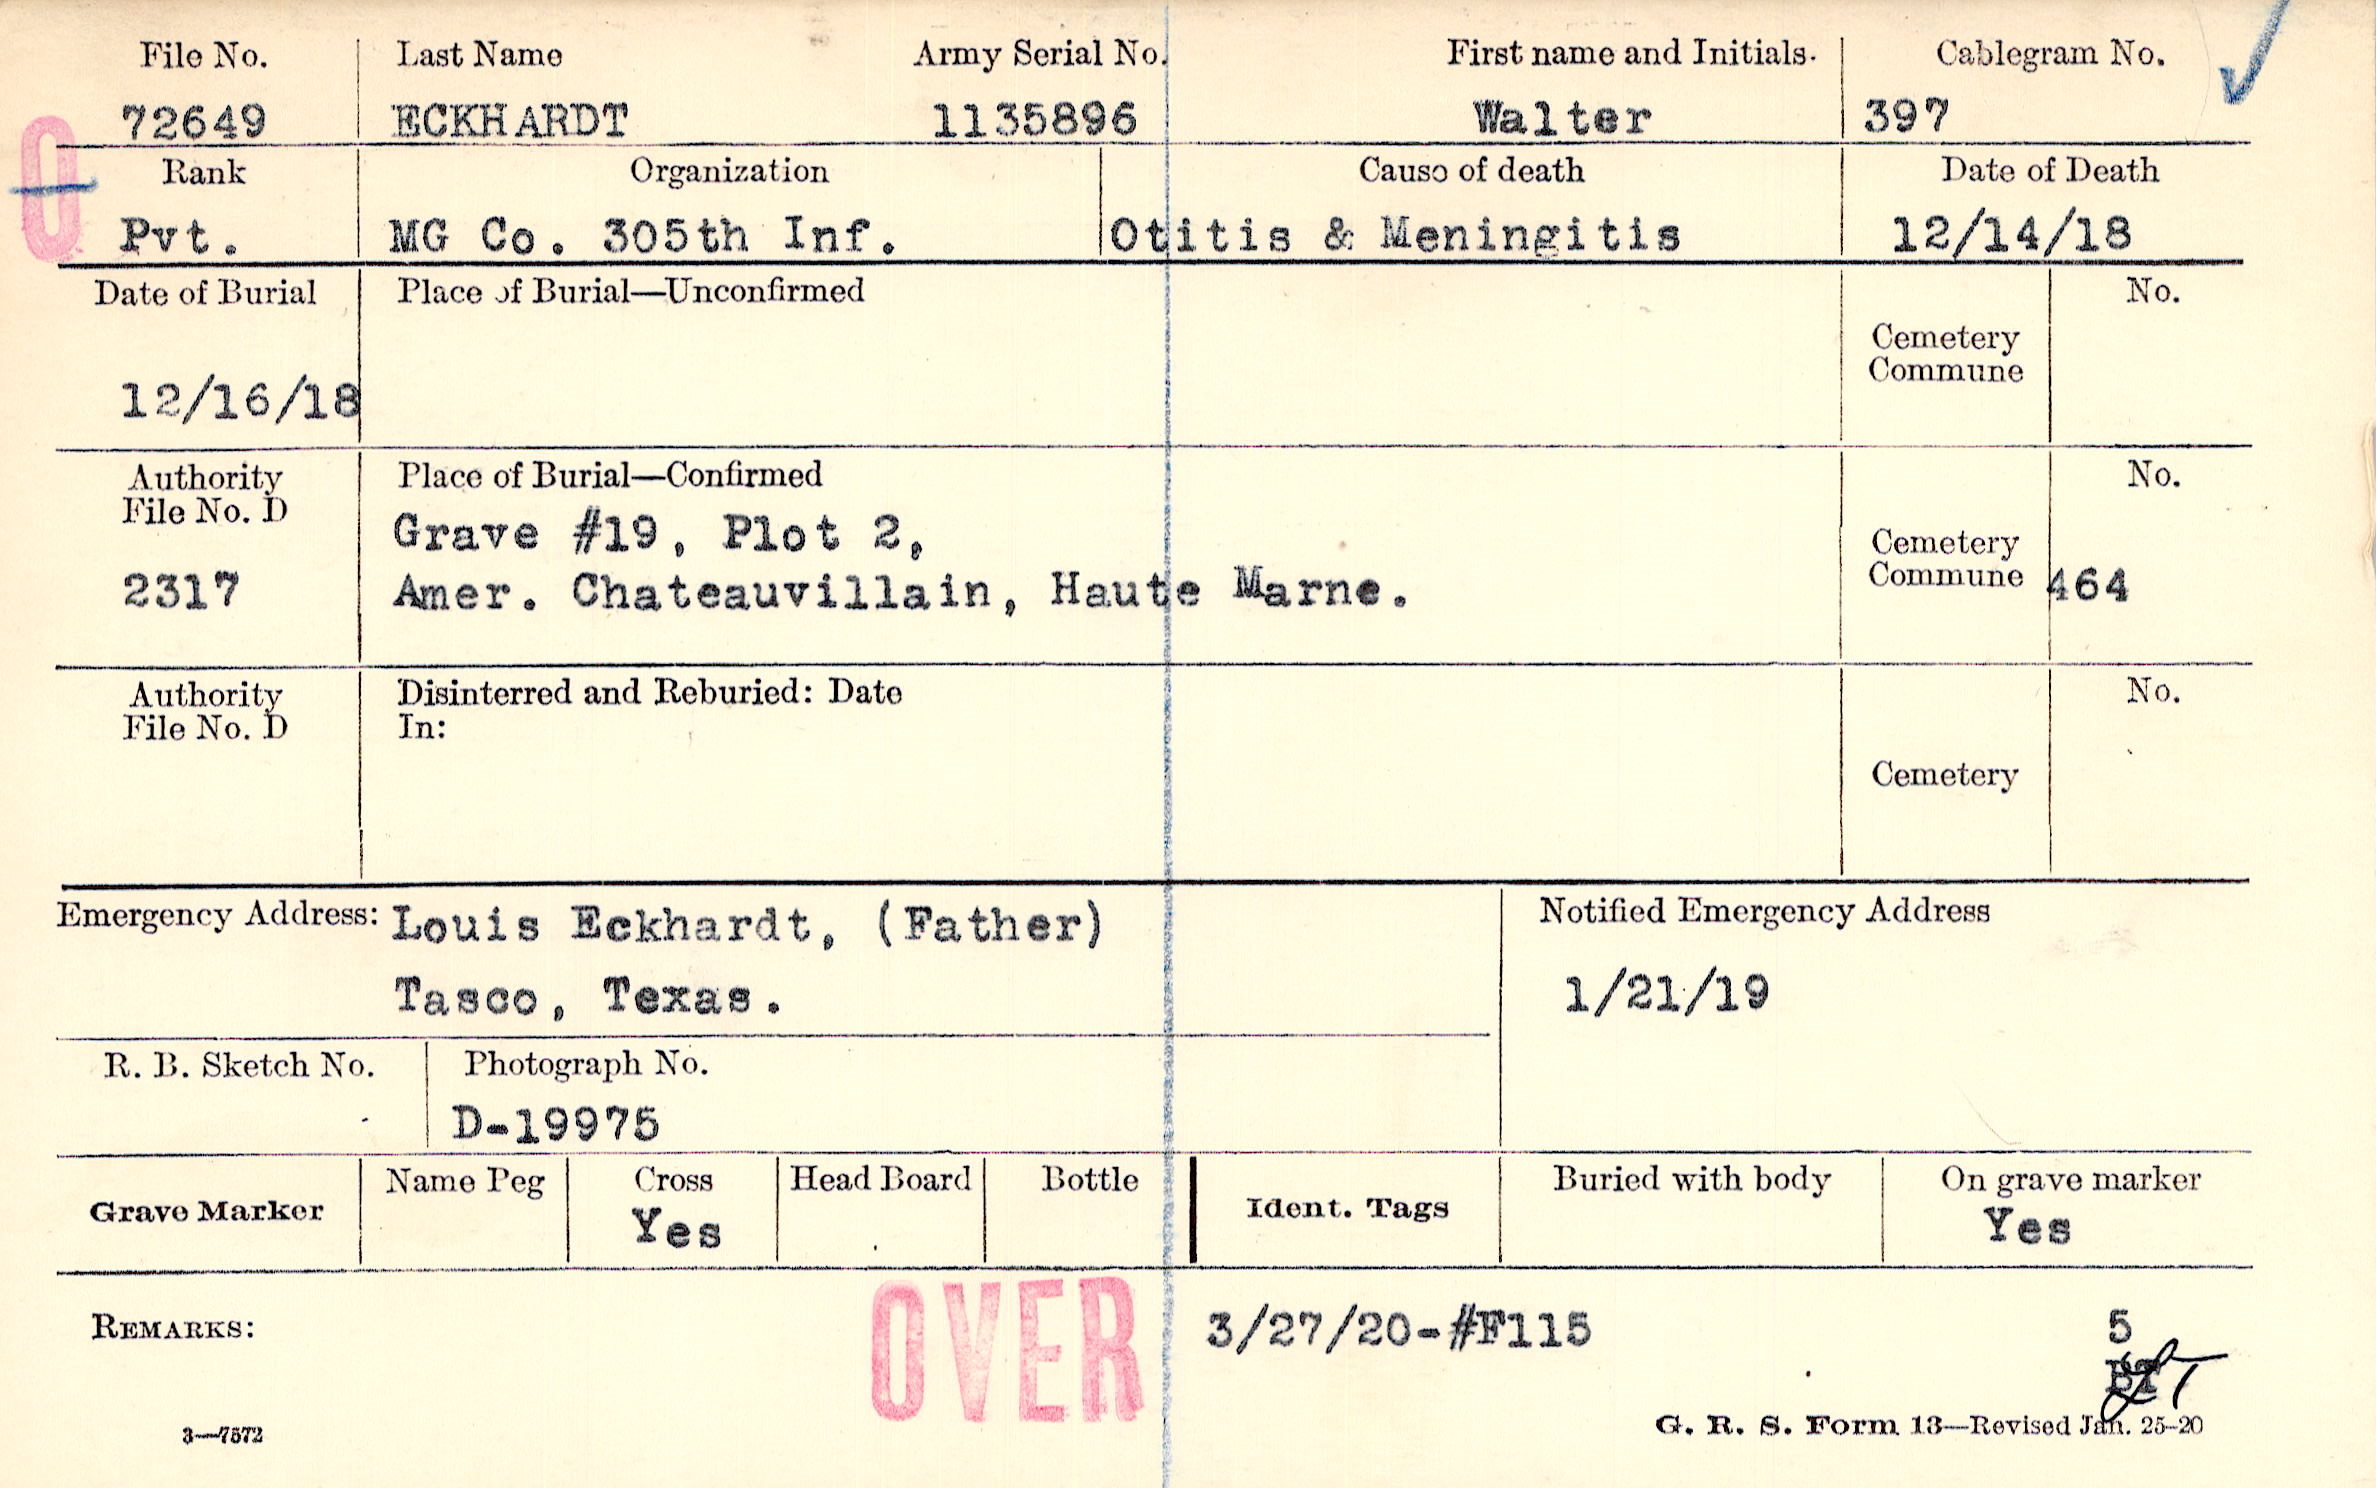 File No. Last Name Army Serial No. First name and Initials. Cablegram No.
72649 ECKHARDT 1135896 Walter 397
O
Rank Organization Cause of death Date of Death
Pvt. MG Co. 305th Inf. Otitis & Meningitis 12/14/18
Date of Burial Place of Burial—Unconfirmed No.
Cemetery
Commune
12/16/18
Authority Place of Burial—Confirmed No.
File No. D
Grave #19, Plot 2,
Cemetery
2317 Amer. Chateauvillain, Haute Marne. Commune 464
Authority Disinterred and Reburied: Date No.
File No. D In:
Cemetery
Emergency Address: Louis Eckhardt, (Father) Notified Emergency Address
Tasco, Texas. 1/21/19
R. B. Sketch No. Photograph No.
D-19975
Grave Marker Name Peg Cross Head Board Bottle Ident. Tags Buried with body On grave marker
Yes Yes
REMARKS: OVER 3/27/20-#F115 5
3—7572 G. R. S. Form 13—Revised Jan. 25-20